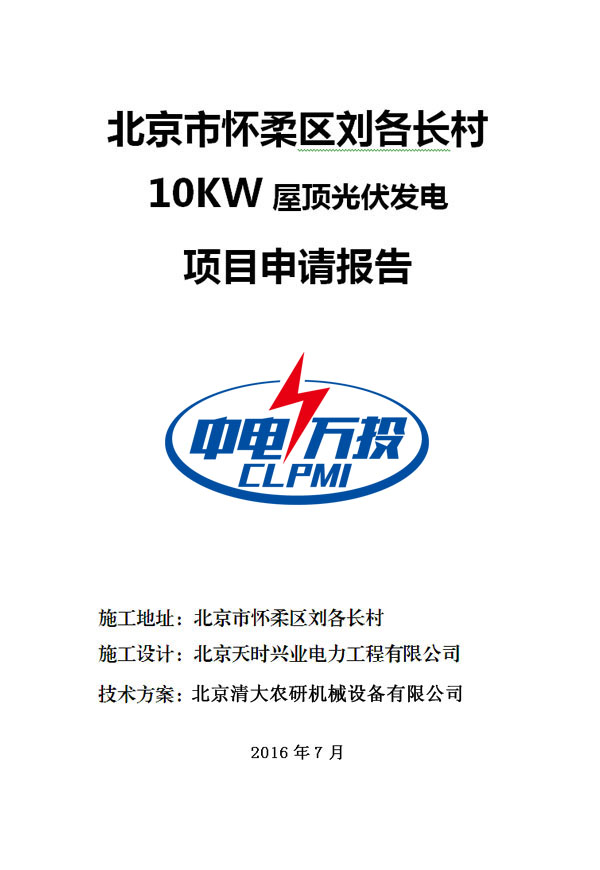 北京市怀柔区刘各长村
10KW 屋顶光伏发电
项目申请报告
中电万投
CLPMI
施工地址：北京市怀柔区刘各长村
施工设计：北京天时兴业电力工程有限公司
技术方案：北京清大农研机械设备有限公司
2016 年 7 月